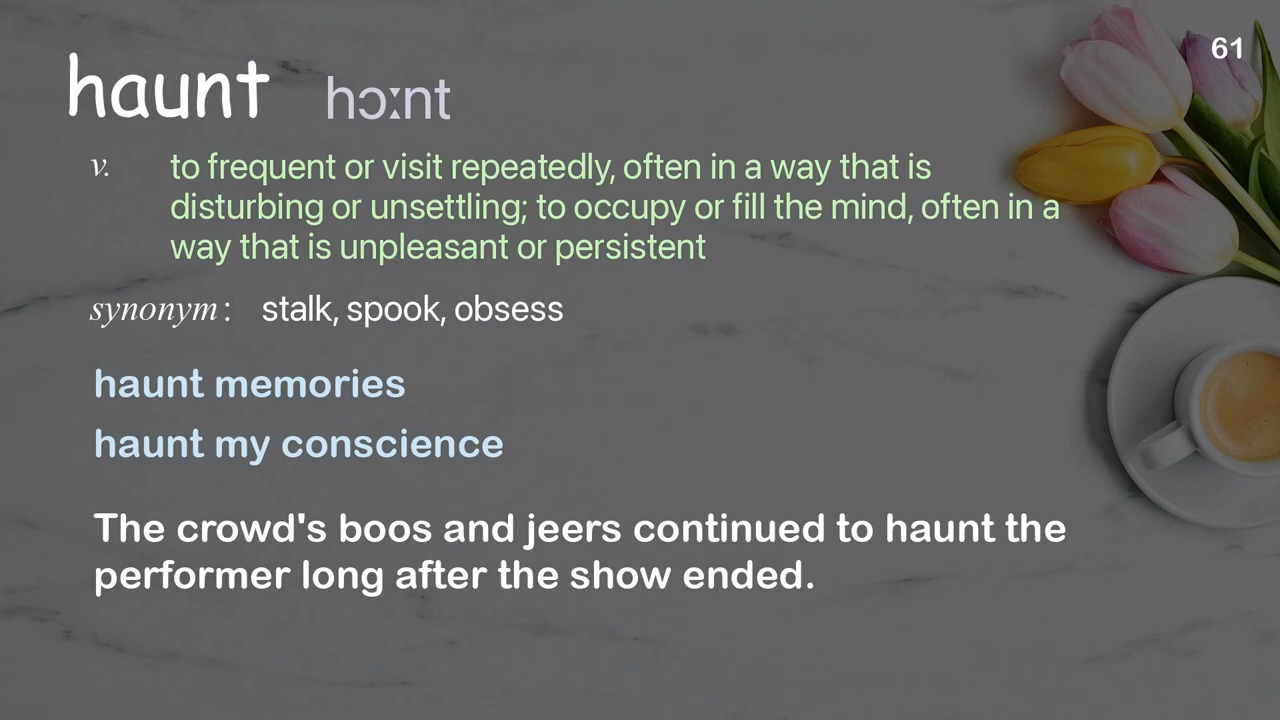 61
haunt hɔːnt
v. to frequent or visit repeatedly, often in a way that is
disturbing or unsettling; to occupy or fill the mind, often in a
way that is unpleasant or persistent
synonym: stalk, spook, obsess
haunt memories
haunt my conscience
The crowd's boos and jeers continued to haunt the
performer long after the show ended.